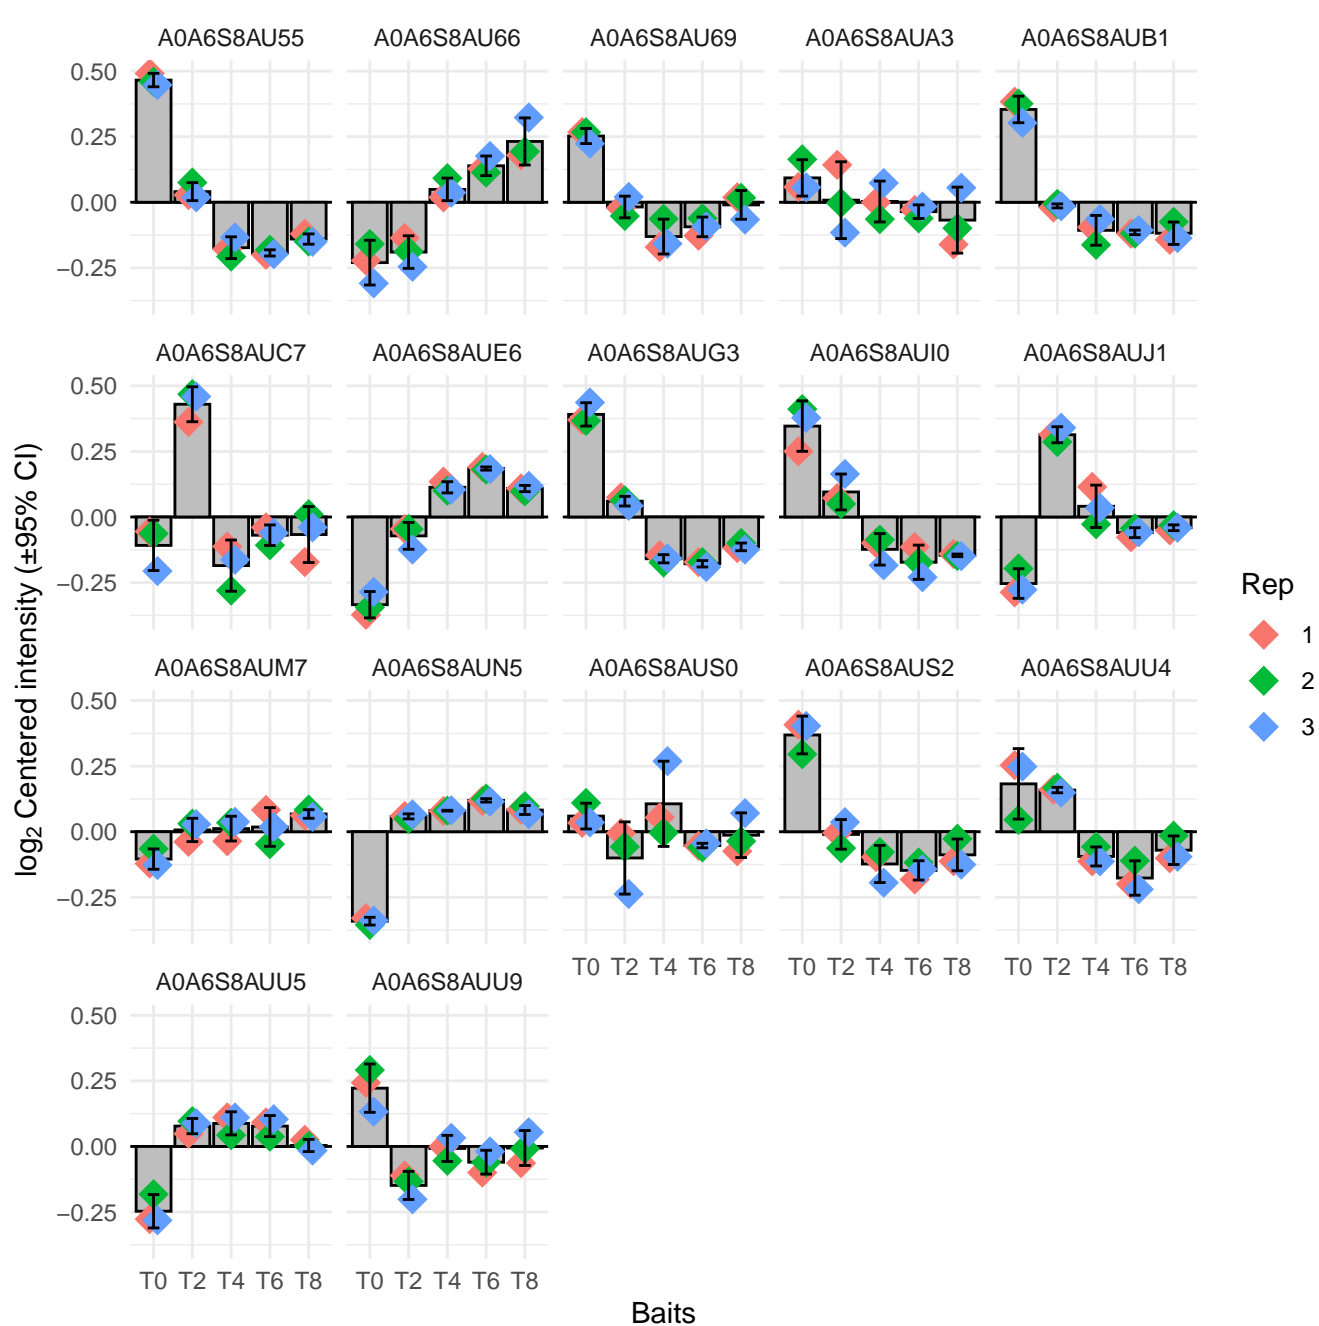 A0A6S8AU55 A0A6S8AU66 A0A6S8AU69 A0A6S8AUA3 A0A6S8AUB1
0.50
0.25
0.00
−0.25
A0A6S8AUC7 A0A6S8AUE6 A0A6S8AUG3 A0A6S8AUI0 A0A6S8AUJ1
0.50
0.25
0.00
−0.25
A0A6S8AUM7 A0A6S8AUN5 A0A6S8AUS0 A0A6S8AUS2 A0A6S8AUU4
0.50
0.25
0.00
−0.25
T0 T2 T4 T6 T8 T0 T2 T4 T6 T8 T0 T2 T4 T6 T8
A0A6S8AUU5 A0A6S8AUU9
0.50
0.25
0.00
−0.25
T0 T2 T4 T6 T8 T0 T2 T4 T6 T8
Baits
log₂ Centered intensity (±95% CI)
Rep
1
2
3